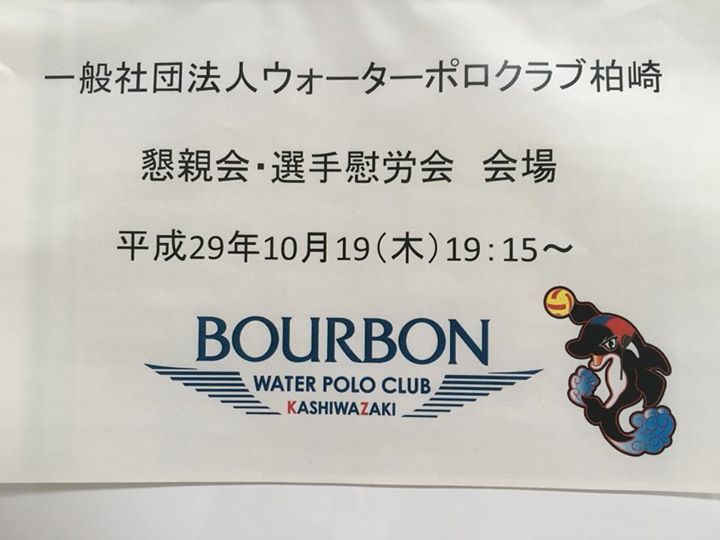 一般社団法人ウォーターポロクラブ柏崎
懇親会・選手慰労会　会場
平成29年10月19（木）19：15～
BOURBON
WATER POLO CLUB
KASHIWAZAKI